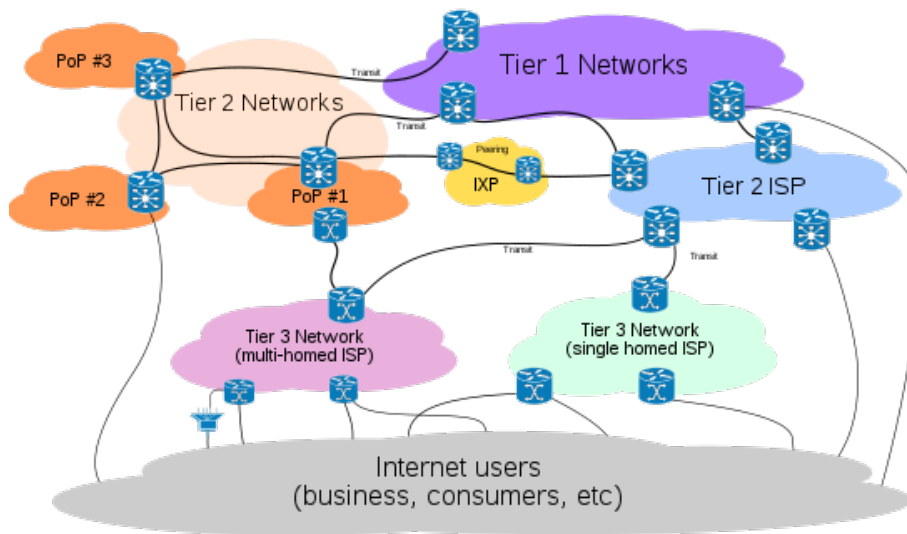 PoP #3
Tier 1 Networks
Transit
Tier 2 Networks
Transit
Peering
IXP
Tier 2 ISP
PoP #2
PoP #1
Transit
Transit
Tier 3 Network
(multi-homed ISP)
Tier 3 Network
(single homed ISP)
Internet users
(business, consumers, etc)